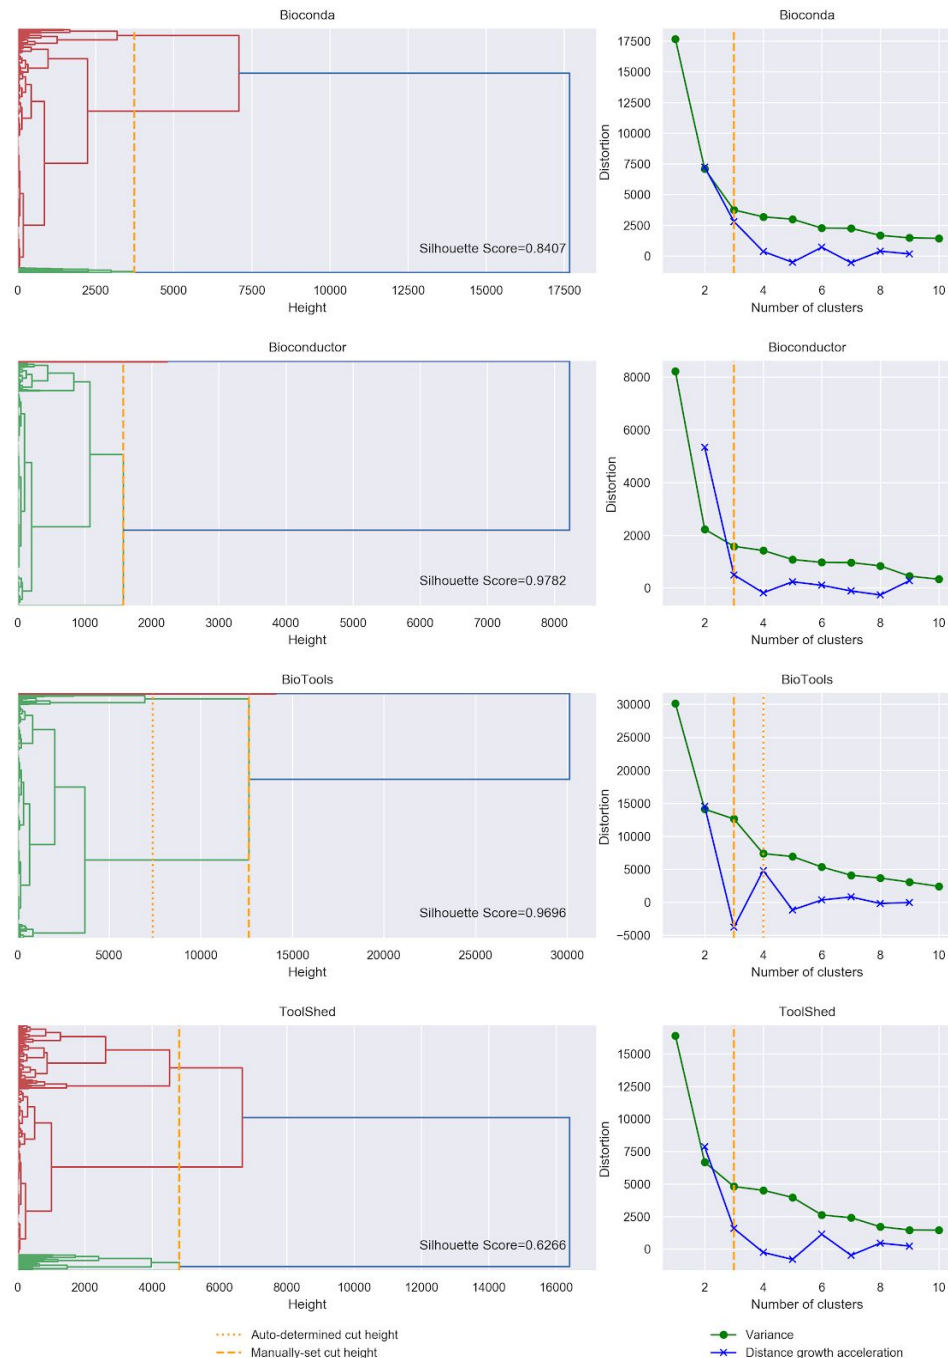 Bioconda
Silhouette Score=0.8407
0 2500 5000 7500 10000 12500 15000 17500
Height
Bioconda
17500
15000
12500
10000
7500
5000
2500
0
Distortion
2 4 6 8 10
Number of clusters
Bioconductor
Silhouette Score=0.9782
0 1000 2000 3000 4000 5000 6000 7000 8000
Height
Bioconductor
8000
6000
4000
2000
0
Distortion
2 4 6 8 10
Number of clusters
BioTools
Silhouette Score=0.9696
0 5000 10000 15000 20000 25000 30000
Height
BioTools
30000
25000
20000
15000
10000
5000
0
−5000
Distortion
2 4 6 8 10
Number of clusters
ToolShed
Silhouette Score=0.6266
0 2000 4000 6000 8000 10000 12000 14000 16000
Height
ToolShed
15000
12500
10000
7500
5000
2500
0
Distortion
2 4 6 8 10
Number of clusters
Auto-determined cut height
Manually-set cut height
Variance
Distance growth acceleration